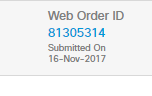 Web Order ID
81305314
Submitted On
16-Nov-2017